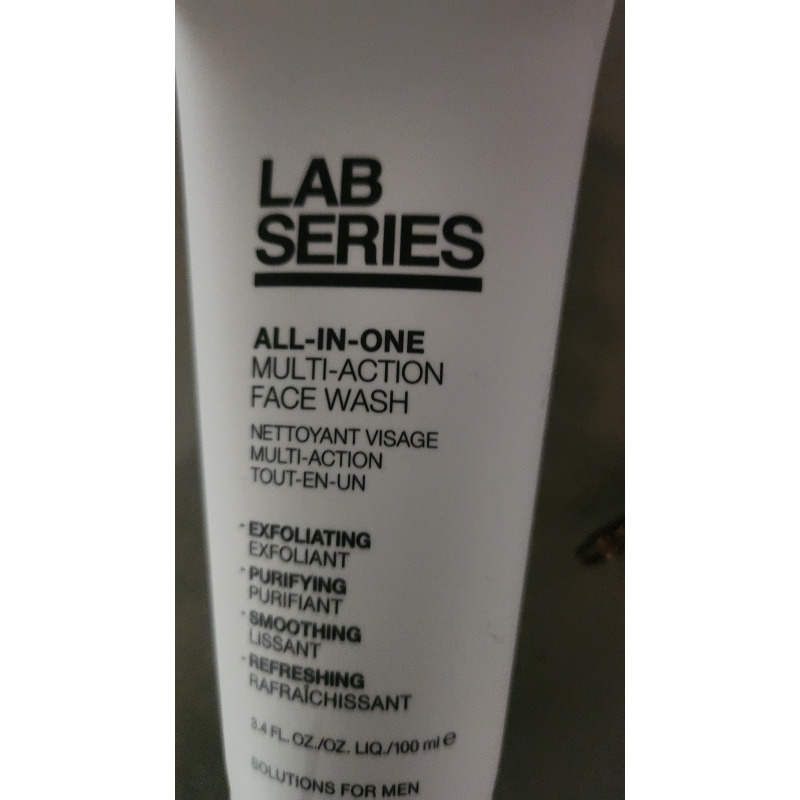 LAB
SERIES
ALL-IN-ONE
MULTI-ACTION
FACE WASH
NETTOYANT VISAGE
MULTI-ACTION
TOUT-EN-UN
-EXFOLIATING
EXFOLIANT
-PURIFYING
PURIFIANT
-SMOOTHING
LISSANT
-REFRESHING
RAFRAÎCHISSANT
3.4 FL. OZ./OZ. LIQ./100 ml ℮
SOLUTIONS FOR MEN